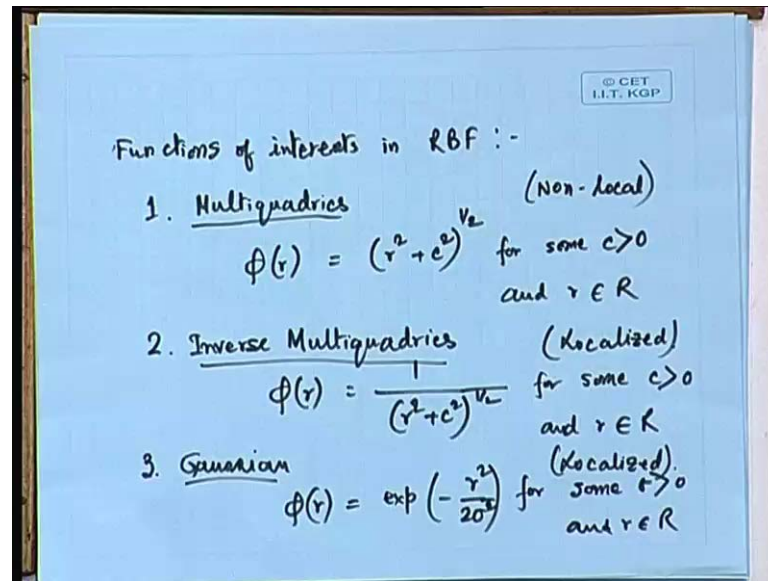 © CET
I.I.T. KGP
Functions of interests in RBF :-
1. Multiquadrics (Non-local)
φ(r) = (r² + c²)^1/2 for some c>0
and r ∈ R
2. Inverse Multiquadrics (Localized)
φ(r) = 1/(r²+c²)^1/2 for some c>0
and r ∈ R
3. Gaussian (Localized).
φ(r) = exp (- r²/2σ²) for some σ>0
and r ∈ R